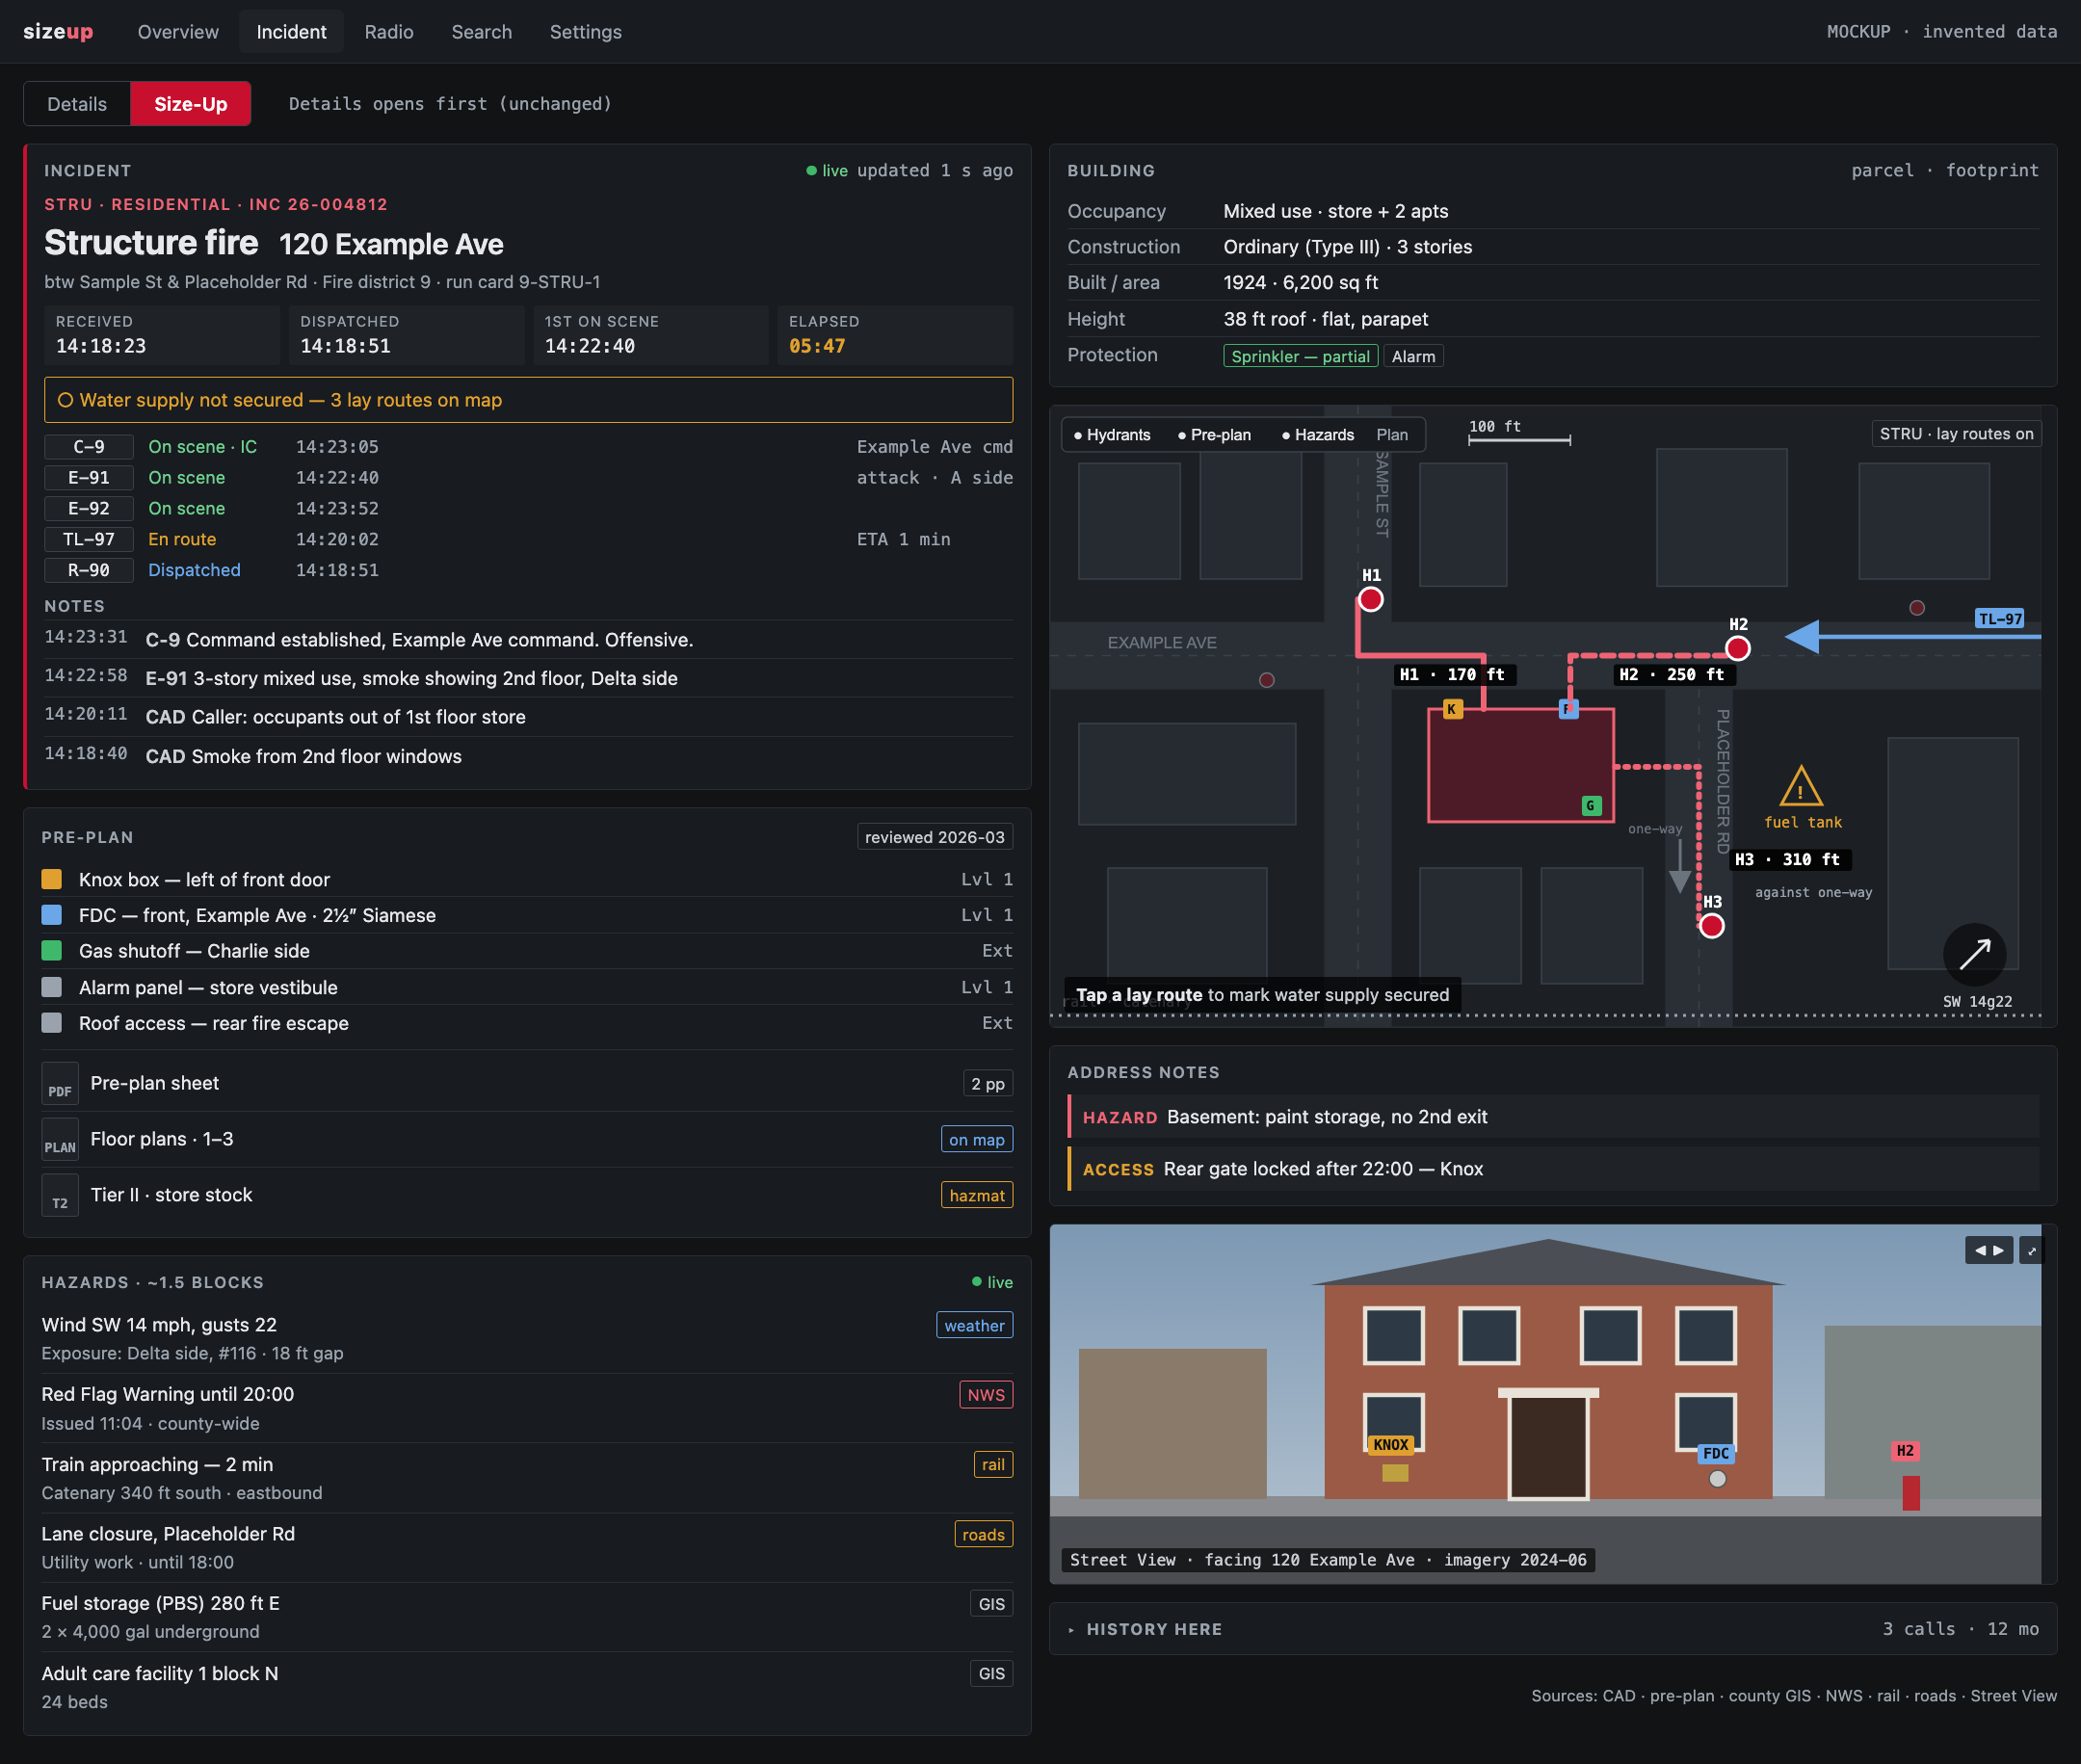 sizeup Overview Incident Radio Search Settings MOCKUP · invented data
Details Size-Up Details opens first (unchanged)
INCIDENT live updated 1 s ago
STRU · RESIDENTIAL · INC 26-004812
Structure fire 120 Example Ave
btw Sample St & Placeholder Rd · Fire district 9 · run card 9-STRU-1
RECEIVED DISPATCHED 1ST ON SCENE ELAPSED
14:18:23 14:18:51 14:22:40 05:47
Water supply not secured — 3 lay routes on map
C-9 On scene · IC 14:23:05 Example Ave cmd
E-91 On scene 14:22:40 attack · A side
E-92 On scene 14:23:52
TL-97 En route 14:20:02 ETA 1 min
R-90 Dispatched 14:18:51
NOTES
14:23:31 C-9 Command established, Example Ave command. Offensive.
14:22:58 E-91 3-story mixed use, smoke showing 2nd floor, Delta side
14:20:11 CAD Caller: occupants out of 1st floor store
14:18:40 CAD Smoke from 2nd floor windows
PRE-PLAN reviewed 2026-03
Knox box — left of front door Lvl 1
FDC — front, Example Ave · 2½″ Siamese Lvl 1
Gas shutoff — Charlie side Ext
Alarm panel — store vestibule Lvl 1
Roof access — rear fire escape Ext
PDF Pre-plan sheet 2 pp
PLAN Floor plans · 1–3 on map
T2 Tier II · store stock hazmat
HAZARDS · ~1.5 BLOCKS live
Wind SW 14 mph, gusts 22 weather
Exposure: Delta side, #116 · 18 ft gap
Red Flag Warning until 20:00 NWS
Issued 11:04 · county-wide
Train approaching — 2 min rail
Catenary 340 ft south · eastbound
Lane closure, Placeholder Rd roads
Utility work · until 18:00
Fuel storage (PBS) 280 ft E GIS
2 × 4,000 gal underground
Adult care facility 1 block N GIS
24 beds
BUILDING parcel · footprint
Occupancy Mixed use · store + 2 apts
Construction Ordinary (Type III) · 3 stories
Built / area 1924 · 6,200 sq ft
Height 38 ft roof · flat, parapet
Protection Sprinkler — partial Alarm
Hydrants Pre-plan Hazards Plan
100 ft
STRU · lay routes on
SAMPLE ST
H1
H2
TL-97
EXAMPLE AVE
H1 · 170 ft
H2 · 250 ft
K
F
G
PLACEHOLDER RD
!
fuel tank
one-way
H3 · 310 ft
against one-way
H3
Tap a lay route to mark water supply secured
SW 14g22
ADDRESS NOTES
HAZARD Basement: paint storage, no 2nd exit
ACCESS Rear gate locked after 22:00 — Knox
KNOX
FDC
H2
Street View · facing 120 Example Ave · imagery 2024-06
HISTORY HERE 3 calls · 12 mo
Sources: CAD · pre-plan · county GIS · NWS · rail · roads · Street View